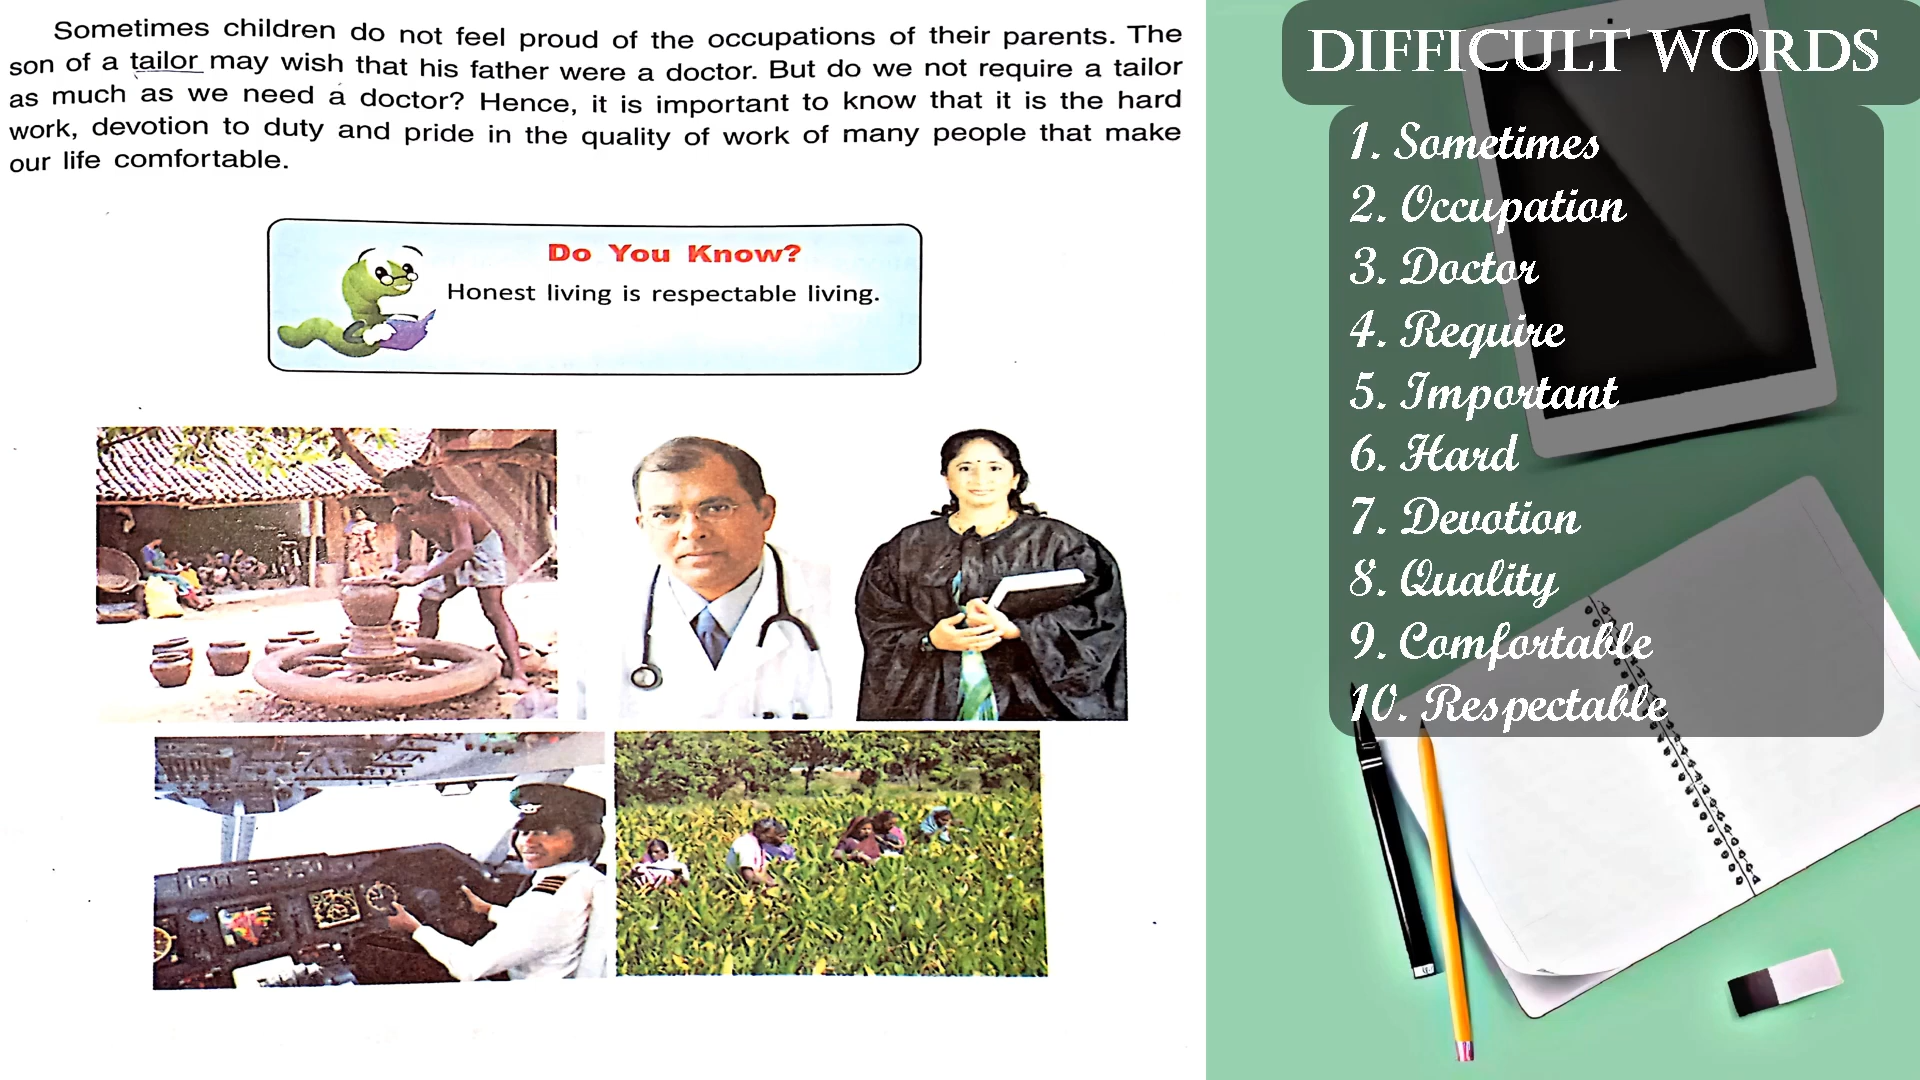 Sometimes children do not feel proud of the occupations of their parents. The
son of a tailor may wish that his father were a doctor. But do we not require a tailor
as much as we need a doctor? Hence, it is important to know that it is the hard
work, devotion to duty and pride in the quality of work of many people that make
our life comfortable.
Do You Know?
Honest living is respectable living.
DIFFICULT WORDS
1. Sometimes
2. Occupation
3. Doctor
4. Require
5. Important
6. Hard
7. Devotion
8. Quality
9. Comfortable
10. Respectable